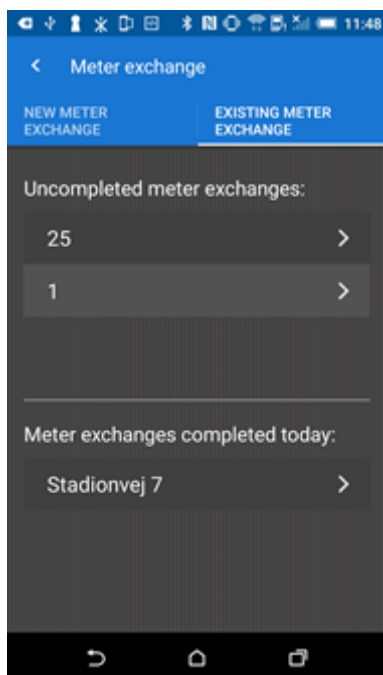 11:48
Meter exchange
NEW METER
EXCHANGE
EXISTING METER
EXCHANGE
Uncompleted meter exchanges:
25
1
Meter exchanges completed today:
Stadionvej 7